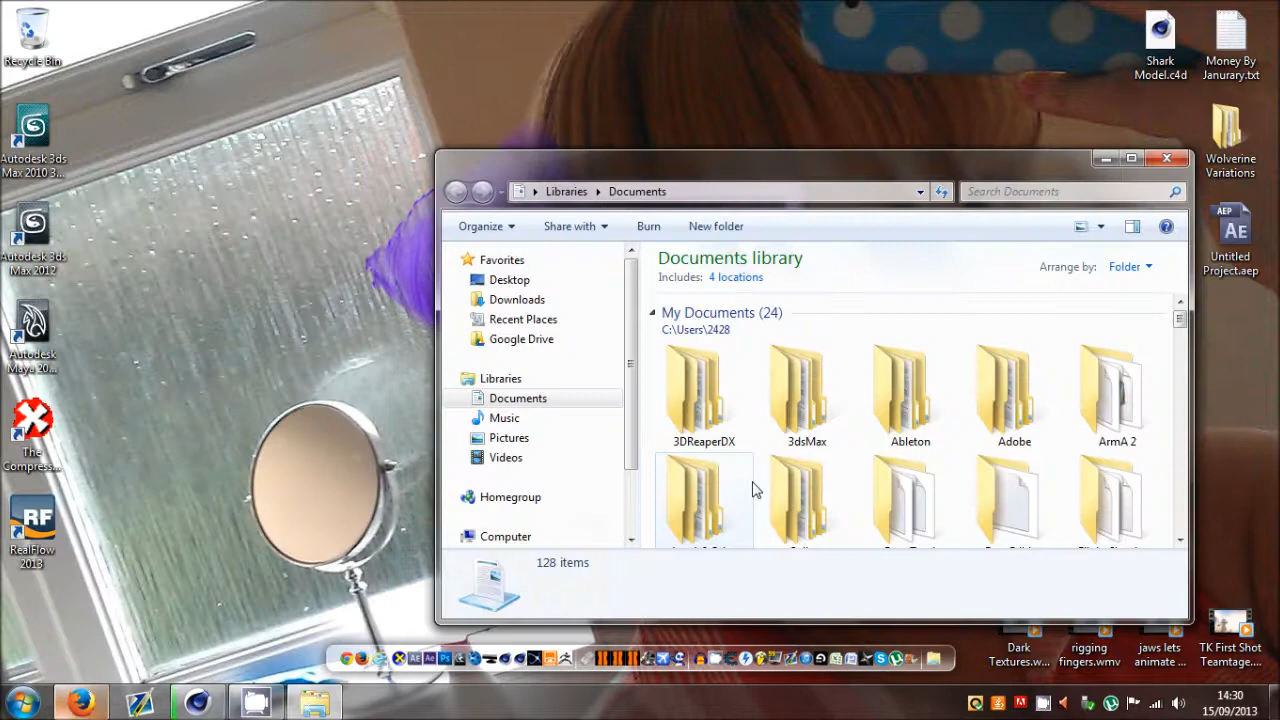 Recycle Bin
Autodesk 3ds
Max 2010 3...
Autodesk 3ds
Max 2012
Autodesk
Maya 20...
The
Compress...
RF
RealFlow
2013
Shark
Model.c4d
Money By
Janurary.txt
Wolverine
Variations
AEP
Ae
Untitled
Project.aep
Libraries
Documents
Search Documents
Organize
Share with
Burn
New folder
Favorites
Desktop
Downloads
Recent Places
Google Drive
Libraries
Documents
Music
Pictures
Videos
Homegroup
Computer
Documents library
Includes: 4 locations
Arrange by: Folder
My Documents (24)
C:\Users\2428
3DReaperDX
3dsMax
Ableton
Adobe
ArmA 2
128 items
Dark
Textures.w...
rigging
fingers.wmv
jaws lets
animate ...
TK First Shot
Teamtage....
14:30
15/09/2013